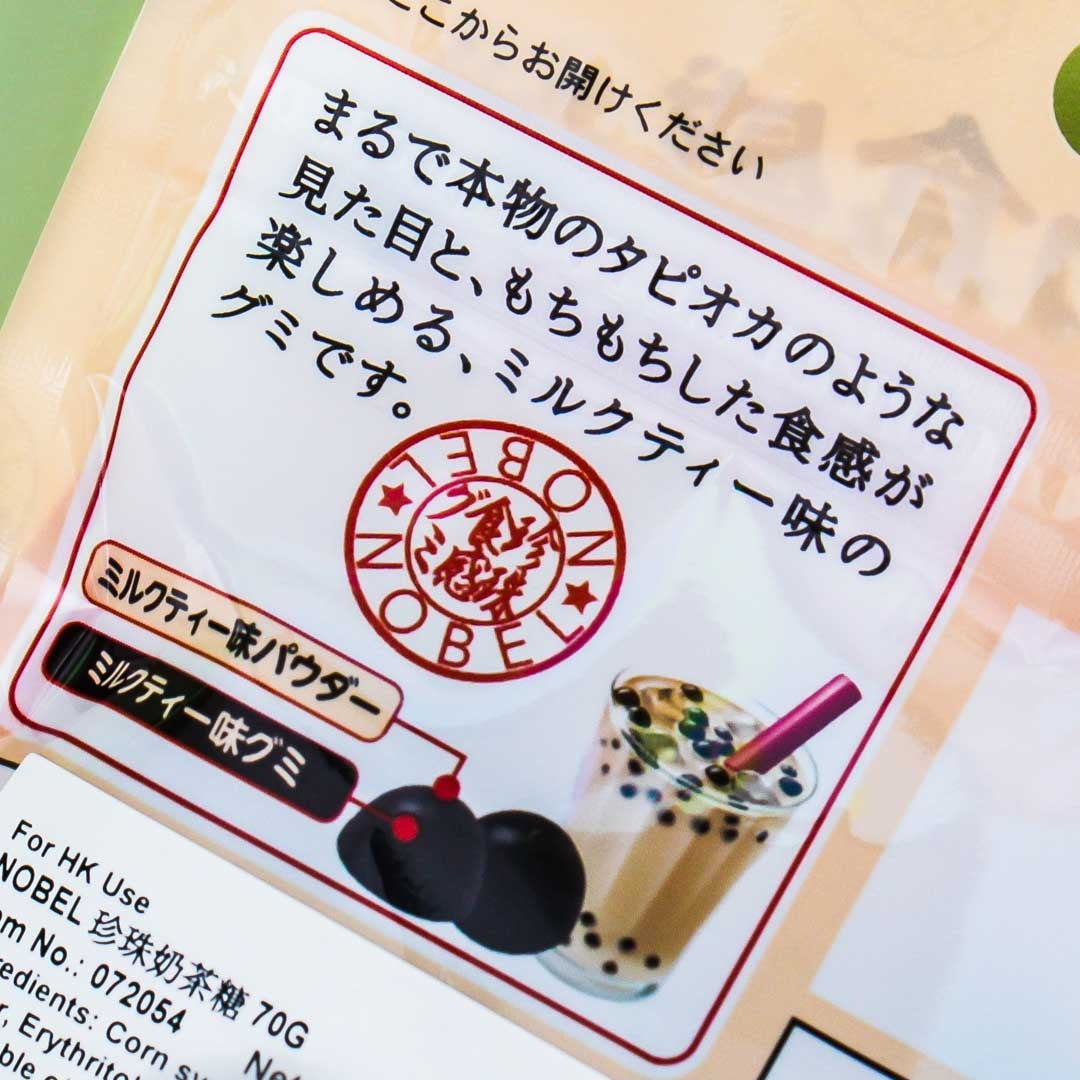 ここからお開けください
まるで本物のタピオカのような
見た目と、もちもちした食感が
楽しめる、ミルクティー味の
グミです。
NOBEL
NOBEL
ミルクティー味パウダー
ミルクティー味グミ
For HK Use
NOBEL 珍珠奶茶糖 70G
No.: 072054
Corn
Erythritol